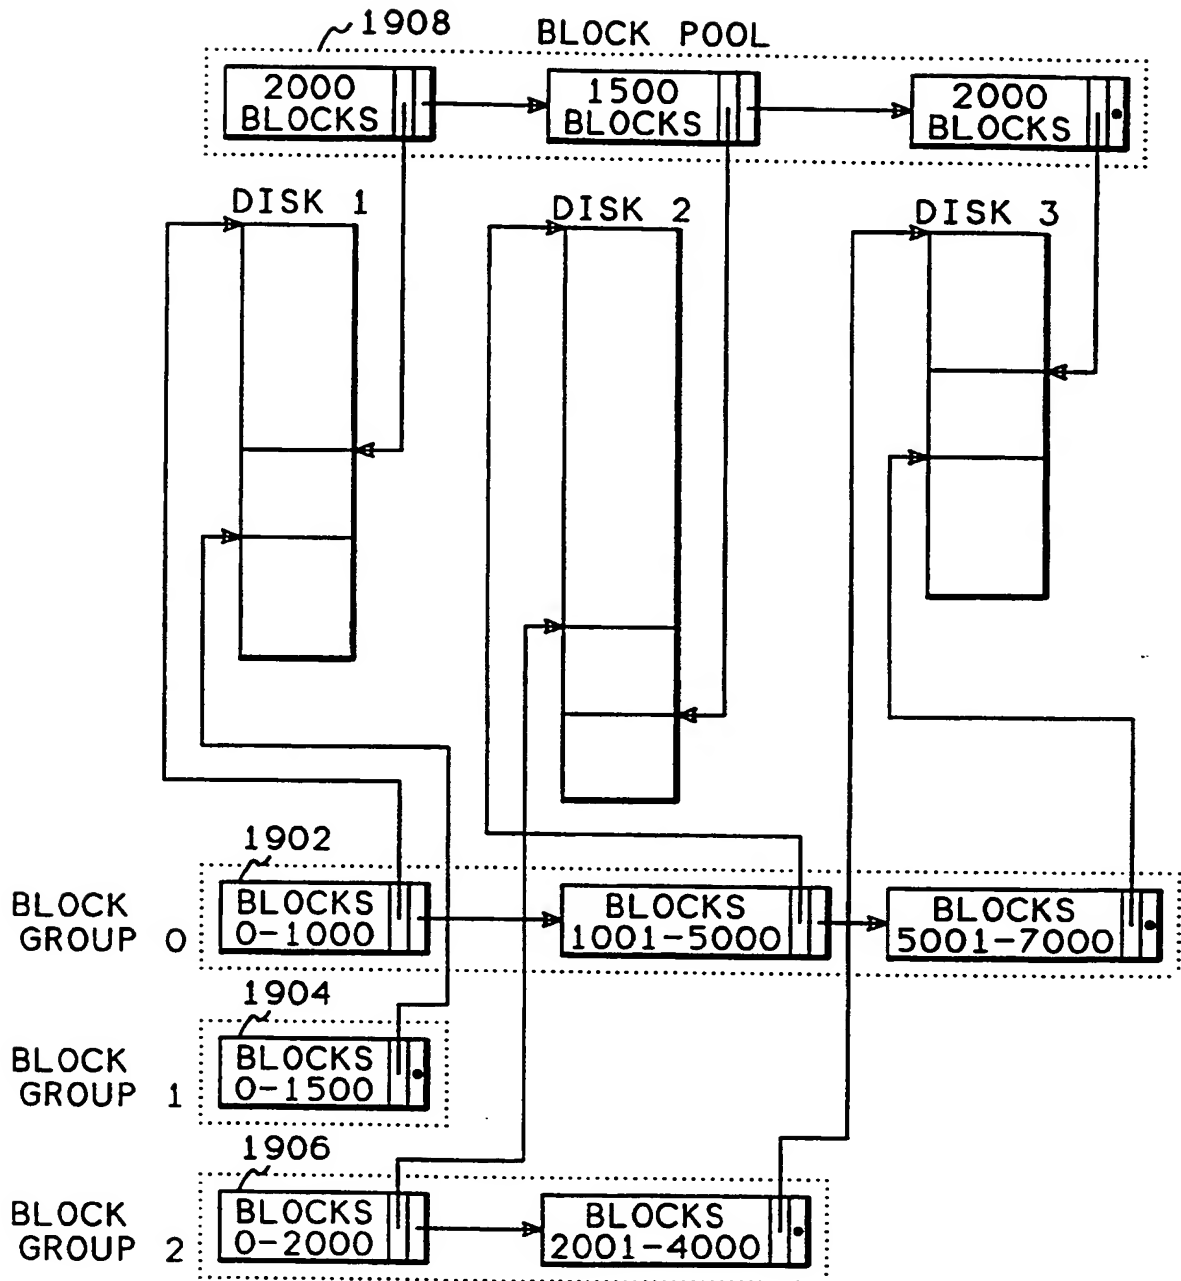 1908
BLOCK POOL
2000
BLOCKS
1500
BLOCKS
2000
BLOCKS
DISK 1
DISK 2
DISK 3
1902
BLOCK
GROUP 0
BLOCKS
0-1000
BLOCKS
1001-5000
BLOCKS
5001-7000
1904
BLOCK
GROUP 1
BLOCKS
0-1500
1906
BLOCK
GROUP 2
BLOCKS
0-2000
BLOCKS
2001-4000